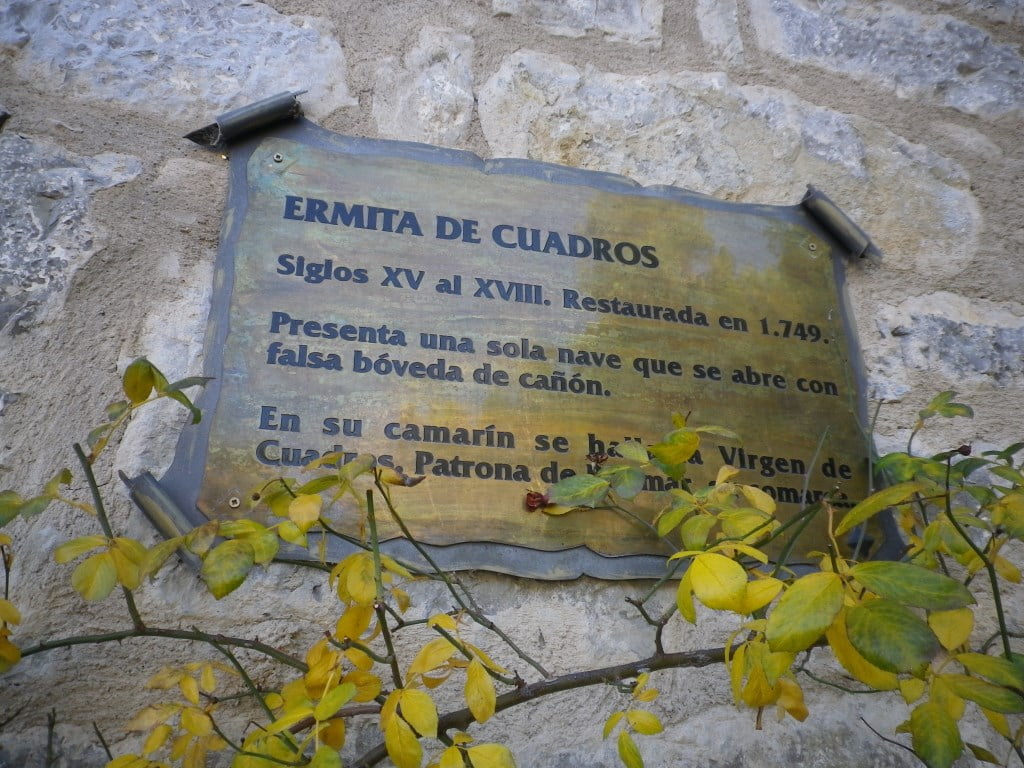 ERMITA DE CUADROS
Siglos XV al XVIII. Restaurada en 1.749.
Presenta una sola nave que se abre con
falsa bóveda de cañón.
En su camarín se Virgen de
Cuadros, Patrona de